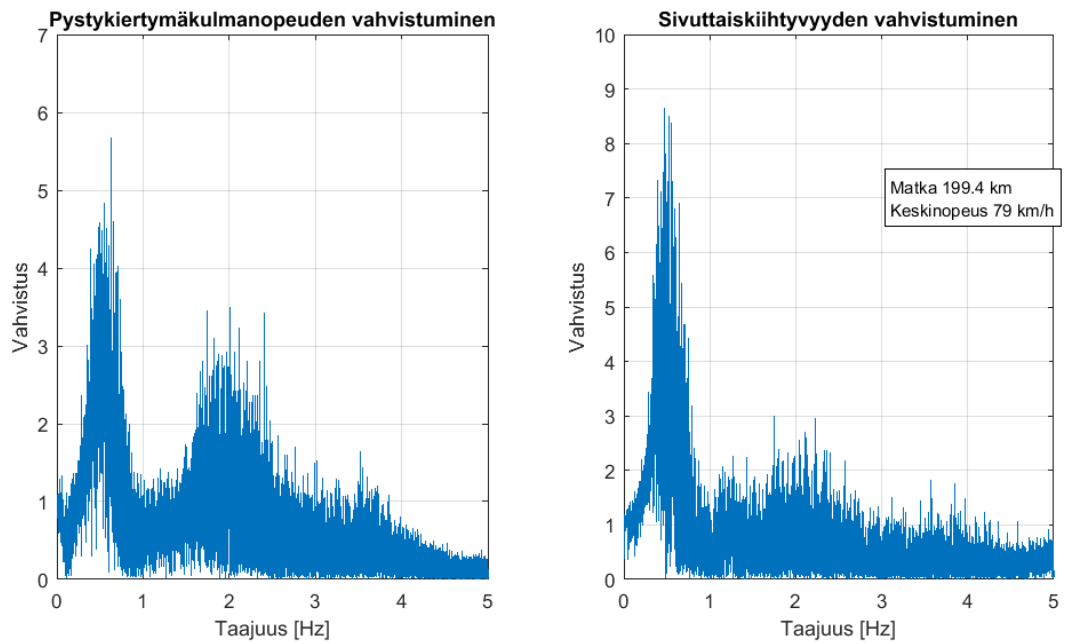 Pystykiertymäkulmanopeuden vahvistuminen
7
6
5
4
3
2
1
0
Vahvistus
0 1 2 3 4 5
Taajuus [Hz]
Sivuttaiskiihtyvyyden vahvistuminen
10
9
8
7
6
5
4
3
2
1
0
Vahvistus
Matka 199.4 km
Keskinopeus 79 km/h
0 1 2 3 4 5
Taajuus [Hz]